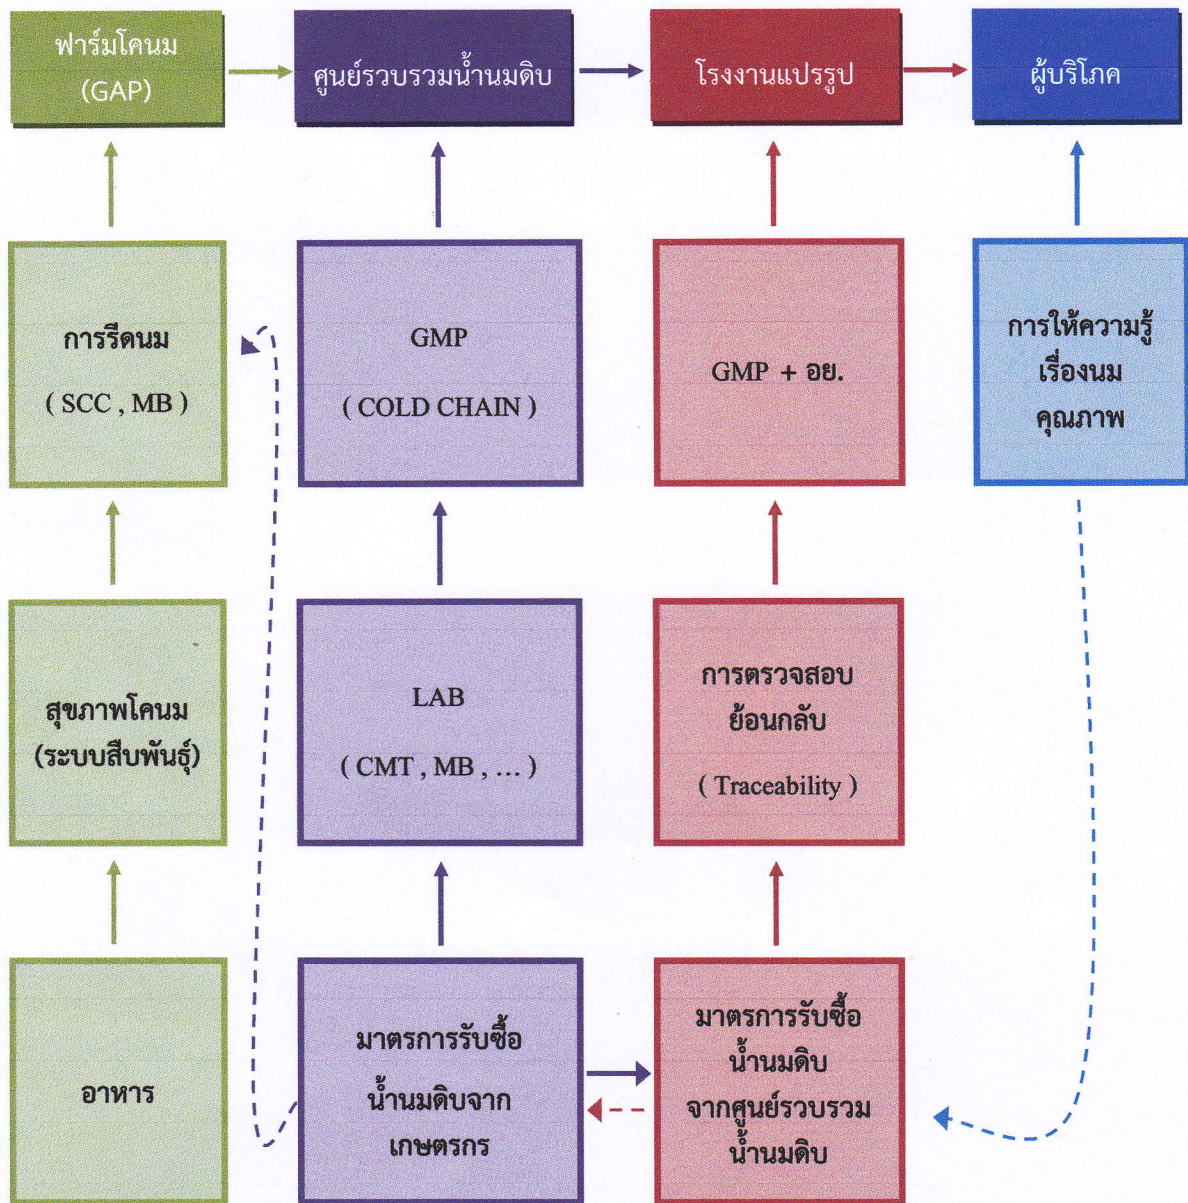 ฟาร์มโคนม
(GAP)
ศูนย์รวบรวมน้ำนมดิบ
โรงงานแปรรูป
ผู้บริโภค
การรีดนม
( SCC , MB )
GMP
( COLD CHAIN )
GMP + อย.
การให้ความรู้
เรื่องนม
คุณภาพ
สุขภาพโคนม
(ระบบสืบพันธุ์)
LAB
( CMT , MB , ... )
การตรวจสอบ
ย้อนกลับ
( Traceability )
อาหาร
มาตรการรับซื้อ
น้ำนมดิบจาก
เกษตรกร
มาตรการรับซื้อ
น้ำนมดิบ
จากศูนย์รวบรวม
น้ำนมดิบ